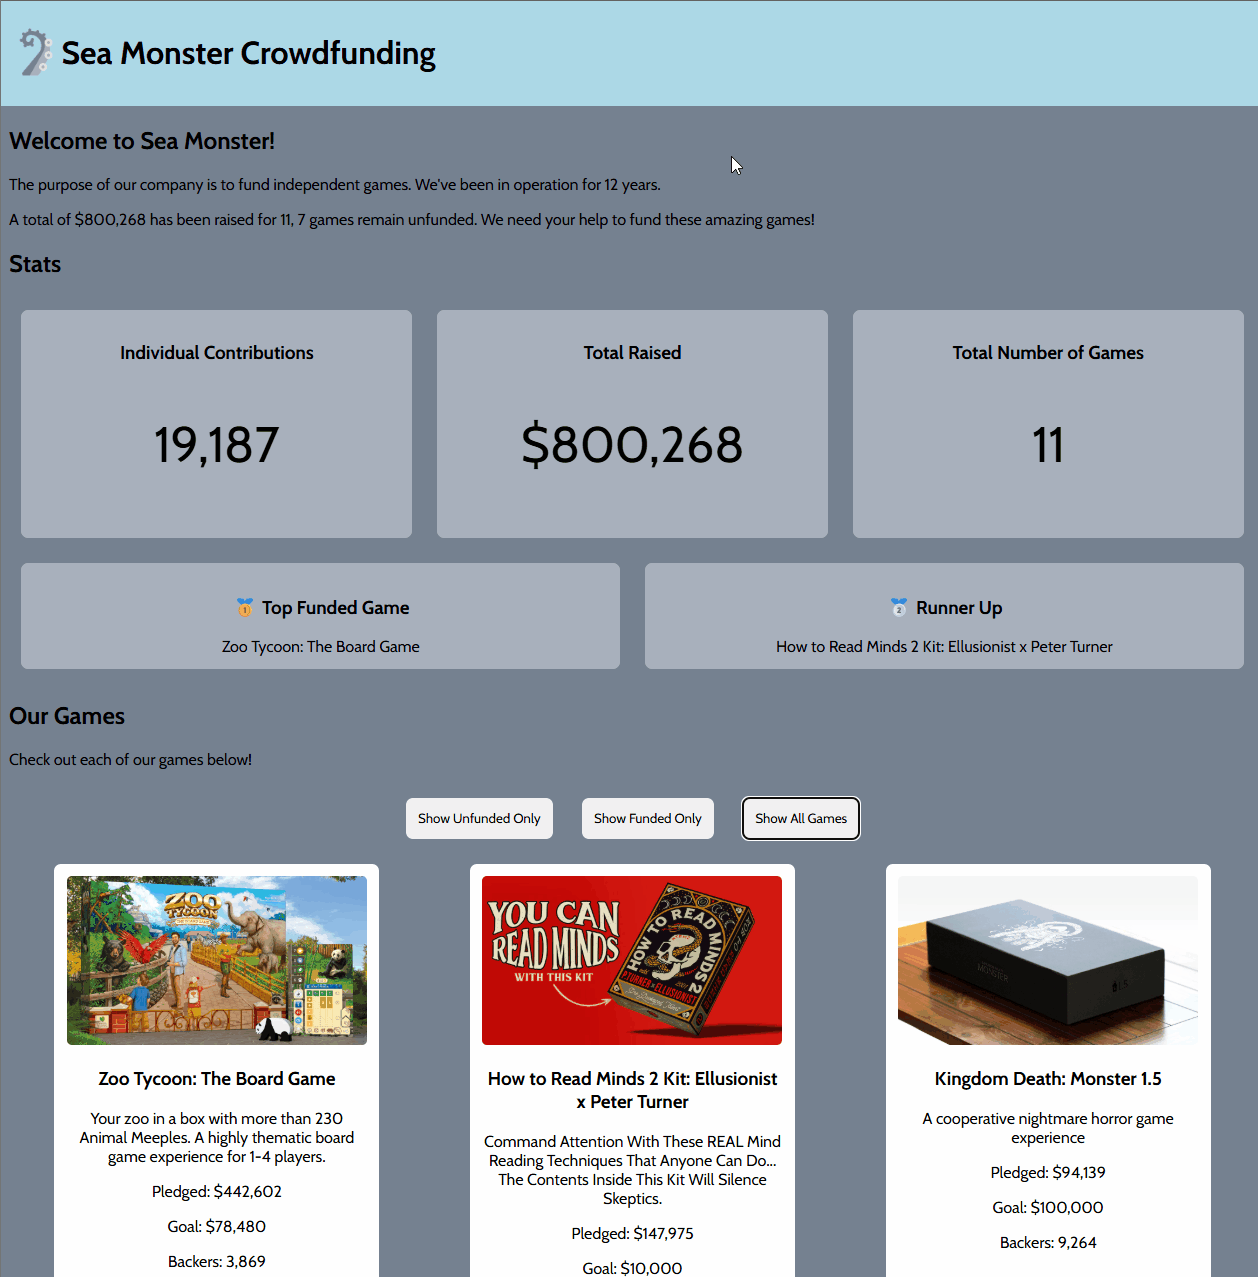 Sea Monster Crowdfunding
Welcome to Sea Monster!
The purpose of our company is to fund independent games. We've been in operation for 12 years.
A total of $800,268 has been raised for 11, 7 games remain unfunded. We need your help to fund these amazing games!
Stats
Individual Contributions
19,187
Total Raised
$800,268
Total Number of Games
11
Top Funded Game
Zoo Tycoon: The Board Game
Runner Up
How to Read Minds 2 Kit: Ellusionist x Peter Turner
Our Games
Check out each of our games below!
Show Unfunded Only
Show Funded Only
Show All Games
ZOO
TYCOON
Zoo Tycoon: The Board Game
Your zoo in a box with more than 230
Animal Meeples. A highly thematic board
game experience for 1-4 players.
Pledged: $442,602
Goal: $78,480
Backers: 3,869
YOU CAN
READ MINDS
WITH THIS KIT
HOW TO READ MINDS 2
How to Read Minds 2 Kit: Ellusionist
x Peter Turner
Command Attention With These REAL Mind
Reading Techniques That Anyone Can Do...
The Contents Inside This Kit Will Silence
Skeptics.
Pledged: $147,975
Goal: $10,000
MONSTER
1.5
Kingdom Death: Monster 1.5
A cooperative nightmare horror game
experience
Pledged: $94,139
Goal: $100,000
Backers: 9,264